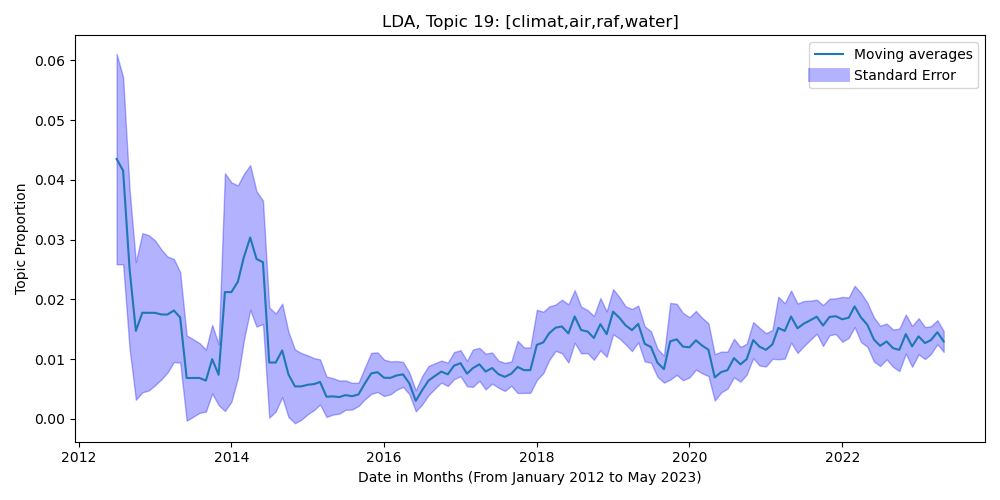 LDA, Topic 19: [climat,air,raf,water]
Moving averages
Standard Error
0.06
0.05
0.04
0.03
0.02
0.01
0.00
Topic Proportion
2012 2014 2016 2018 2020 2022
Date in Months (From January 2012 to May 2023)